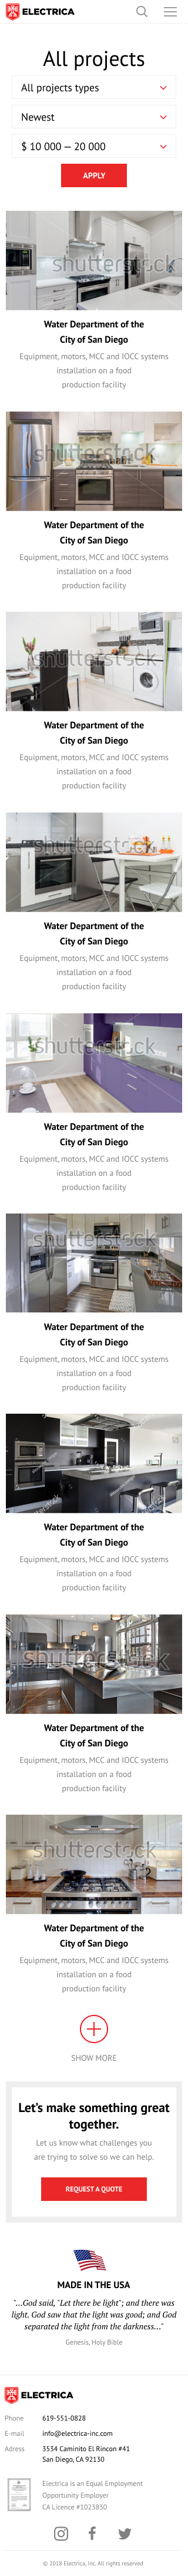 ELECTRICA
All projects
All projects types
Newest
$ 10 000 — 20 000
APPLY
shutterstock
Water Department of the
City of San Diego
Equipment, motors, MCC and IOCC systems
installation on a food
production facility
shutterstock
Water Department of the
City of San Diego
Equipment, motors, MCC and IOCC systems
installation on a food
production facility
shutterstock
Water Department of the
City of San Diego
Equipment, motors, MCC and IOCC systems
installation on a food
production facility
shutterstock
Water Department of the
City of San Diego
Equipment, motors, MCC and IOCC systems
installation on a food
production facility
shutterstock
Water Department of the
City of San Diego
Equipment, motors, MCC and IOCC systems
installation on a food
production facility
shutterstock
Water Department of the
City of San Diego
Equipment, motors, MCC and IOCC systems
installation on a food
production facility
Water Department of the
City of San Diego
Equipment, motors, MCC and IOCC systems
installation on a food
production facility
shutterstock
Water Department of the
City of San Diego
Equipment, motors, MCC and IOCC systems
installation on a food
production facility
shutterstock
Water Department of the
City of San Diego
Equipment, motors, MCC and IOCC systems
installation on a food
production facility
SHOW MORE
Let's make something great
together.
Let us know what challenges you
are trying to solve so we can help.
REQUEST A QUOTE
MADE IN THE USA
"...God said, "Let there be light"; and there was
light. God saw that the light was good; and God
separated the light from the darkness..."
Genesis, Holy Bible
ELECTRICA
Phone 619-551-0828
E-mail info@electrica-inc.com
Adress 3534 Caminito El Rincon #41
San Diego, CA 92130
Electrica is an Equal Employment
Opportunity Employer
CA Licence #1023830
© 2018 Electrica, Inc. All rights reserved